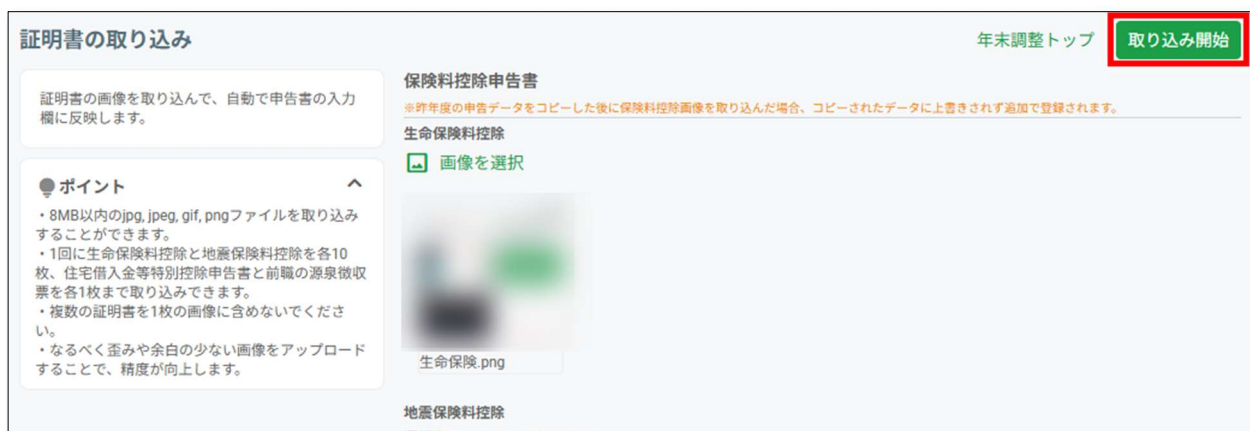 証明書の取り込み
年末調整トップ
取り込み開始
証明書の画像を取り込んで、自動で申告書の入力
欄に反映します。
ポイント
・8MB以内のjpg, jpeg, gif, pngファイルを取り込み
することができます。
・1回に生命保険料控除と地震保険料控除を各10
枚、住宅借入金等特別控除申告書と前職の源泉徴収
票を各1枚まで取り込みできます。
・複数の証明書を1枚の画像に含めないでくださ
い。
・なるべく歪みや余白の少ない画像をアップロード
することで、精度が向上します。
保険料控除申告書
※昨年度の申告データをコピーした後に保険料控除画像を取り込んだ場合、コピーされたデータに上書きされず追加で登録されます。
生命保険料控除
画像を選択
生命保険.png
地震保険料控除